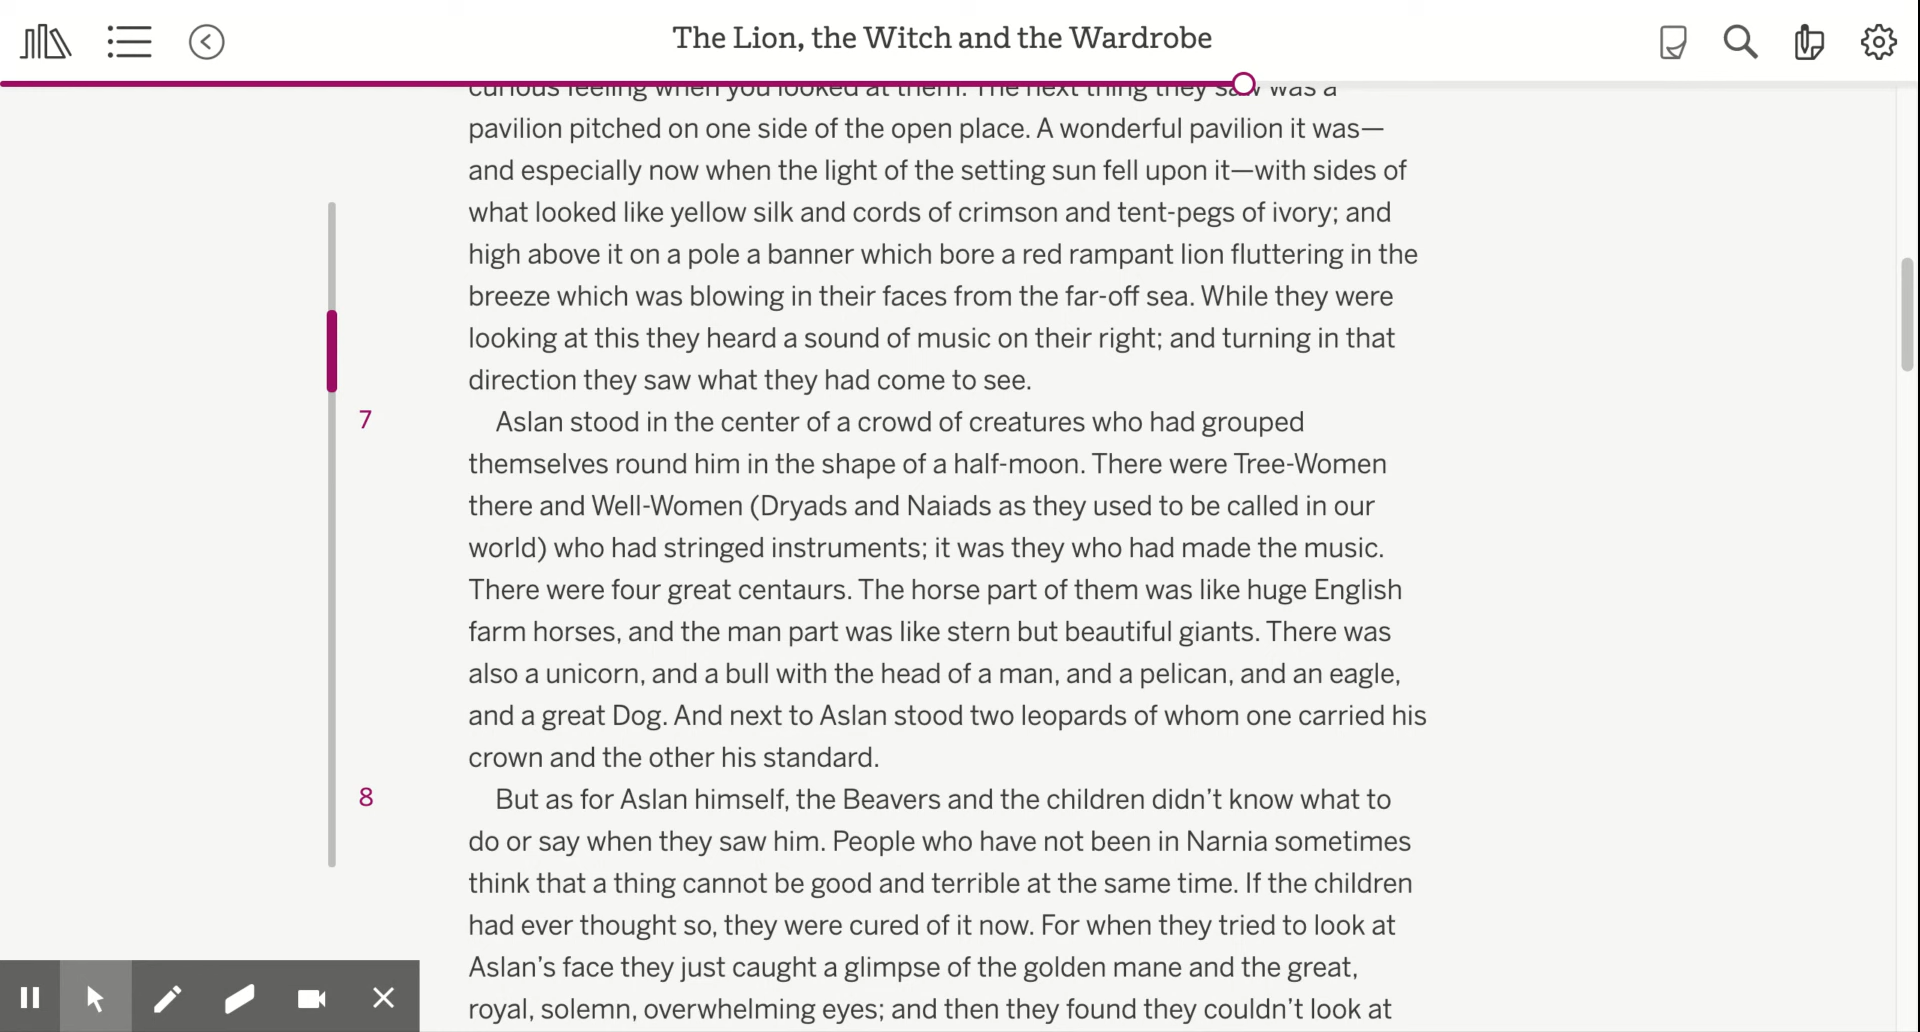 The Lion, the Witch and the Wardrobe
curious feeling when you looked at them. The next thing they saw was a
pavilion pitched on one side of the open place. A wonderful pavilion it was—
and especially now when the light of the setting sun fell upon it—with sides of
what looked like yellow silk and cords of crimson and tent-pegs of ivory; and
high above it on a pole a banner which bore a red rampant lion fluttering in the
breeze which was blowing in their faces from the far-off sea. While they were
looking at this they heard a sound of music on their right; and turning in that
direction they saw what they had come to see.
7 Aslan stood in the center of a crowd of creatures who had grouped
themselves round him in the shape of a half-moon. There were Tree-Women
there and Well-Women (Dryads and Naiads as they used to be called in our
world) who had stringed instruments; it was they who had made the music.
There were four great centaurs. The horse part of them was like huge English
farm horses, and the man part was like stern but beautiful giants. There was
also a unicorn, and a bull with the head of a man, and a pelican, and an eagle,
and a great Dog. And next to Aslan stood two leopards of whom one carried his
crown and the other his standard.
8 But as for Aslan himself, the Beavers and the children didn’t know what to
do or say when they saw him. People who have not been in Narnia sometimes
think that a thing cannot be good and terrible at the same time. If the children
had ever thought so, they were cured of it now. For when they tried to look at
Aslan’s face they just caught a glimpse of the golden mane and the great,
royal, solemn, overwhelming eyes; and then they found they couldn’t look at